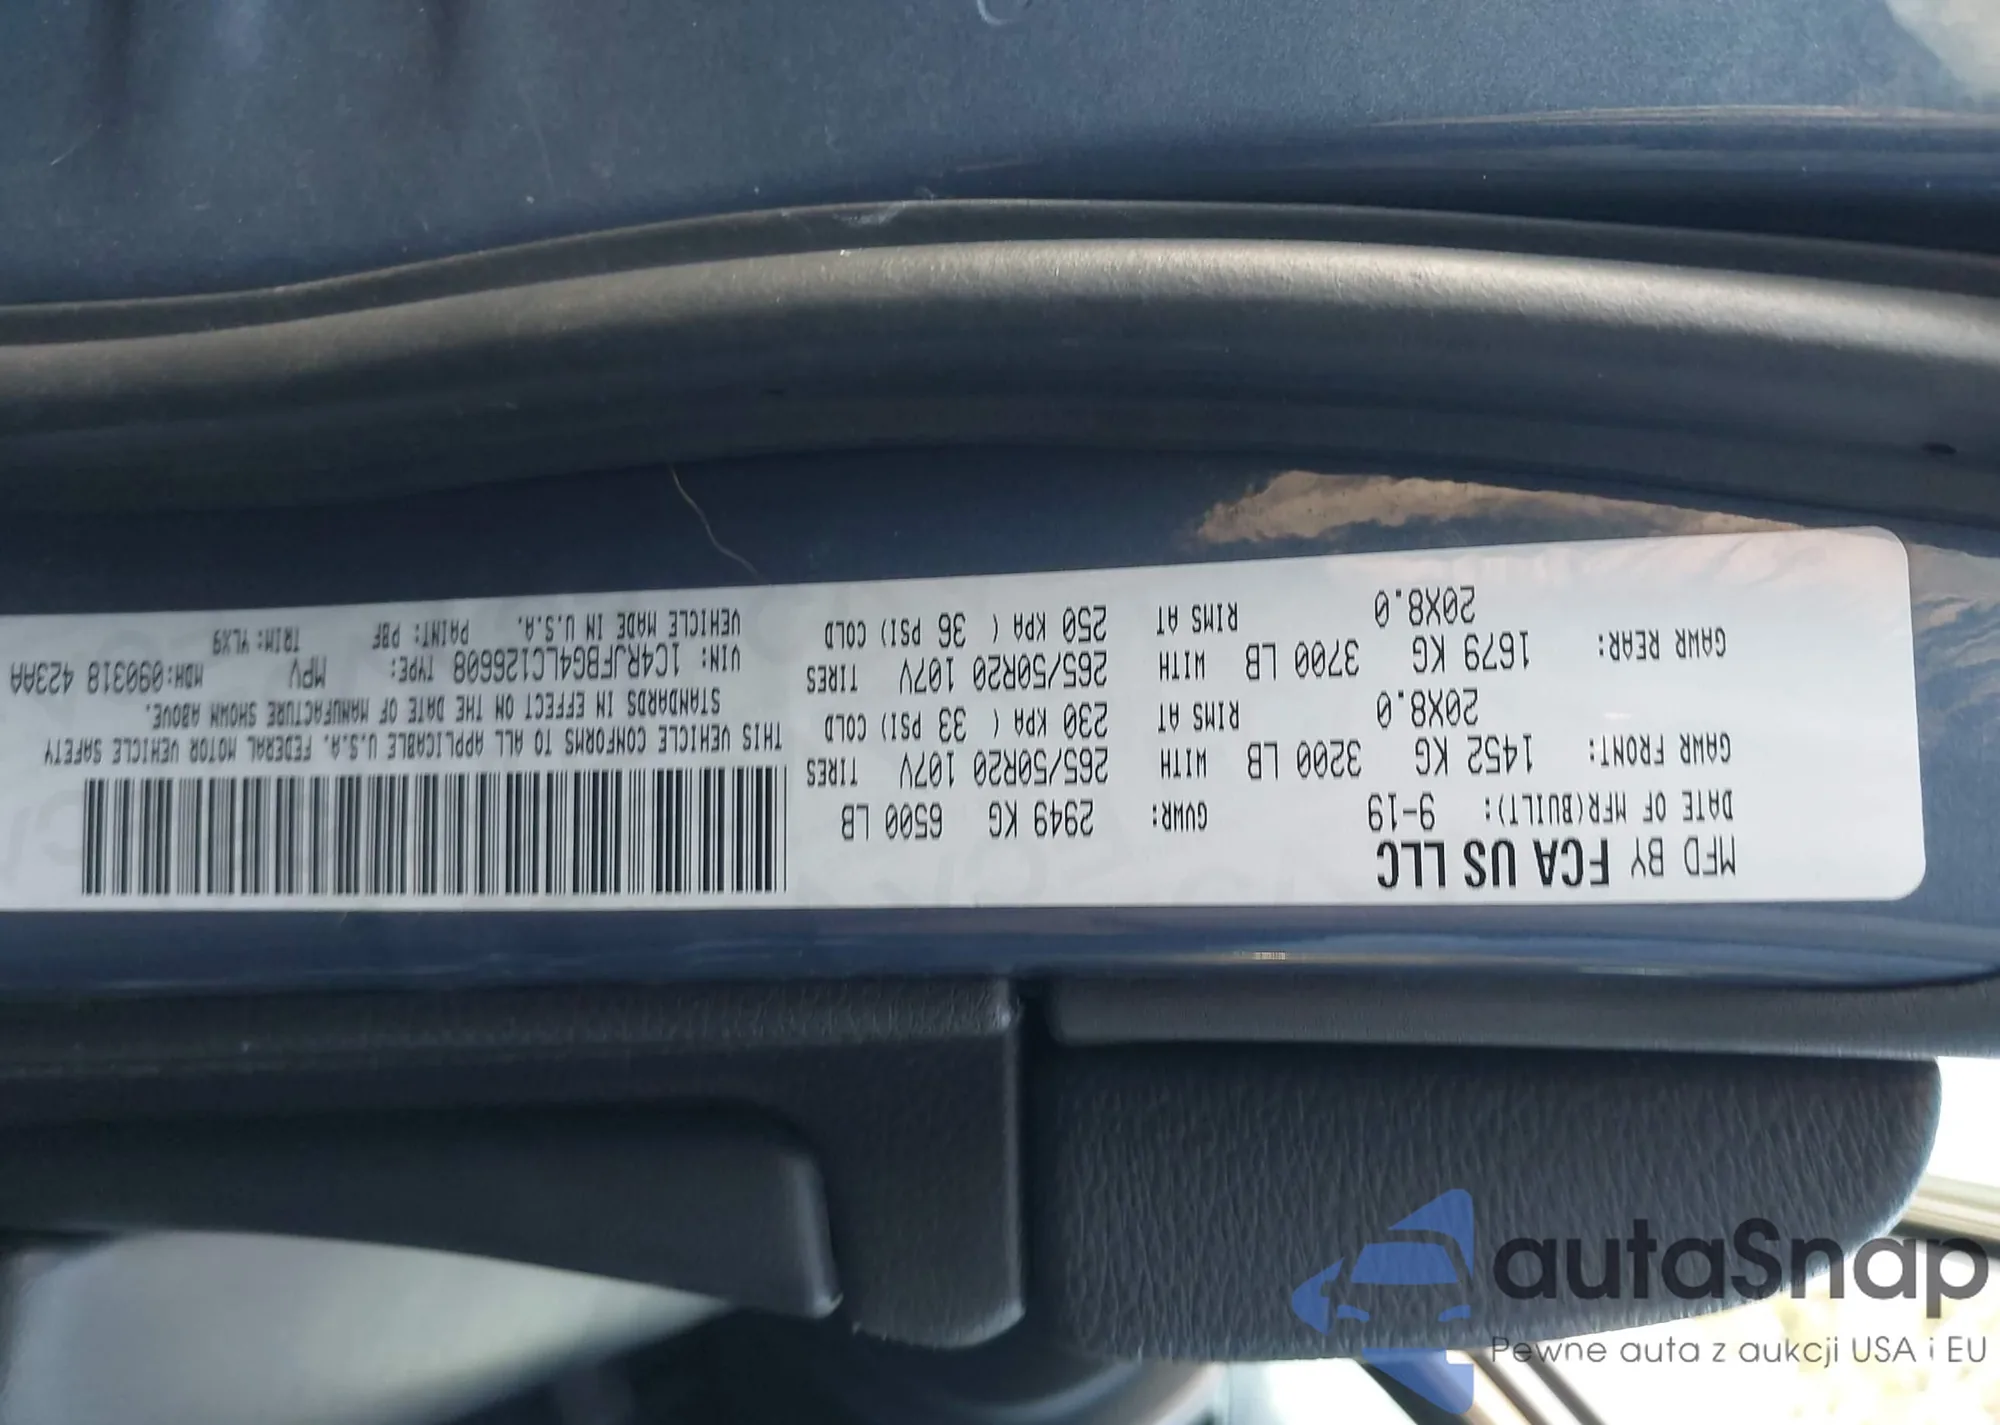 MFD BY FCA US LLC
DATE OF MFR(BUILT): 9-19 GVWR: 2949 KG 6500 LB
GAWR FRONT: 1452 KG 3200 LB WITH 265/50R20 107V TIRES
20X8.0 RIMS AT 230 KPA ( 33 PSI) COLD
GAWR REAR: 1679 KG 3700 LB WITH 265/50R20 107V TIRES
20X8.0 RIMS AT 250 KPA ( 36 PSI) COLD
THIS VEHICLE CONFORMS TO ALL APPLICABLE U.S.A. FEDERAL MOTOR VEHICLE SAFETY
STANDARDS IN EFFECT ON THE DATE OF MANUFACTURE SHOWN ABOVE.
VIN: 1C4RJFBG4LC126608 TYPE: MPV MDH:090318 423AA
VEHICLE MADE IN U.S.A. PAINT: PBF TRIM: YLX9
autaSnap
Pewne auta z aukcji USA i EU